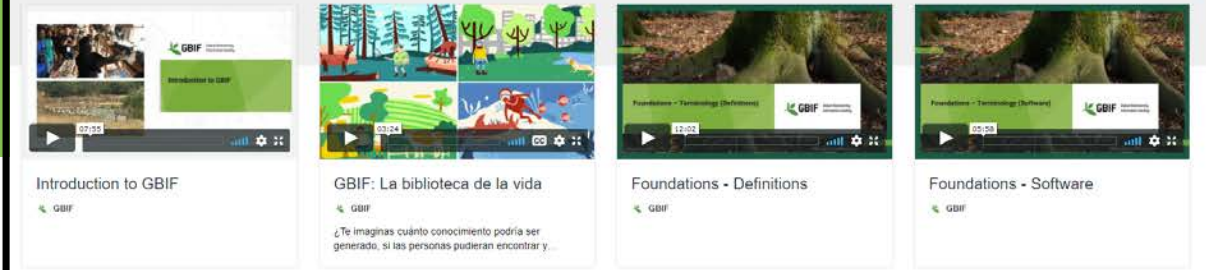 GBIF
Introduction to GBIF
07:55
Introduction to GBIF
GBIF
03:24
CC
GBIF: La biblioteca de la vida
GBIF
¿Te imaginas cuánto conocimiento podría ser
generado, si las personas pudieran encontrar y…
Foundations – Terminology (Definitions)
GBIF
12:02
Foundations - Definitions
GBIF
Foundations – Terminology (Software)
GBIF
05:58
Foundations - Software
GBIF